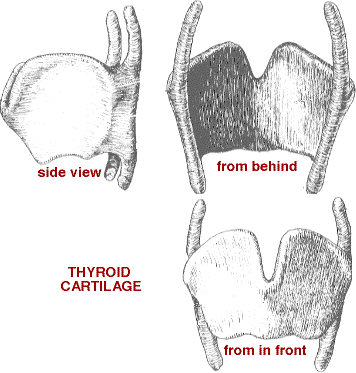 side view
from behind
THYROID
CARTILAGE
from in front